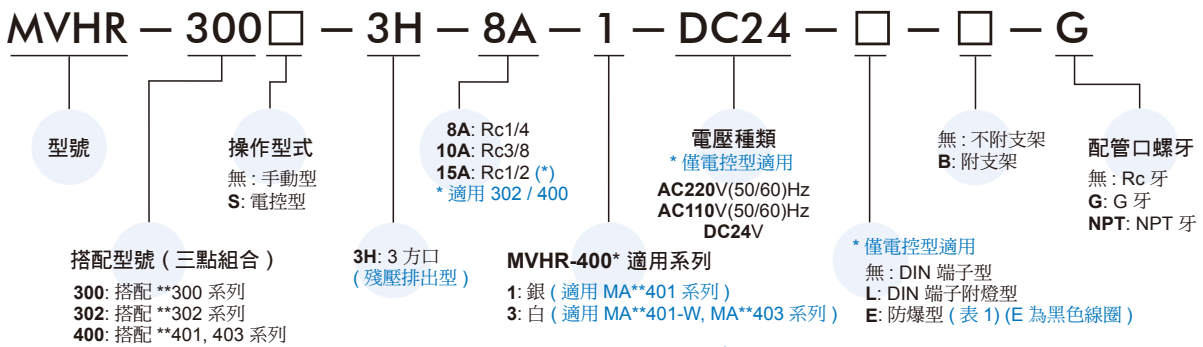 MVHR — 300□ — 3H — 8A — 1 — DC24 — □ — □ — G
型號
操作型式
無 : 手動型
S: 電控型
8A: Rc1/4
10A: Rc3/8
15A: Rc1/2 (*)
* 適用 302 / 400
電壓種類
* 僅電控型適用
AC220V(50/60)Hz
AC110V(50/60)Hz
DC24V
無 : 不附支架
B: 附支架
配管口螺牙
無 : Rc 牙
G: G 牙
NPT: NPT 牙
搭配型號 ( 三點組合 )
300: 搭配 **300 系列
302: 搭配 **302 系列
400: 搭配 **401, 403 系列
3H: 3 方口
( 殘壓排出型 )
MVHR-400* 適用系列
1: 銀 ( 適用 MA**401 系列 )
3: 白 ( 適用 MA**401-W, MA**403 系列 )
* 僅電控型適用
無 : DIN 端子型
L: DIN 端子附燈型
E: 防爆型 ( 表 1) (E 為黑色線圈 )